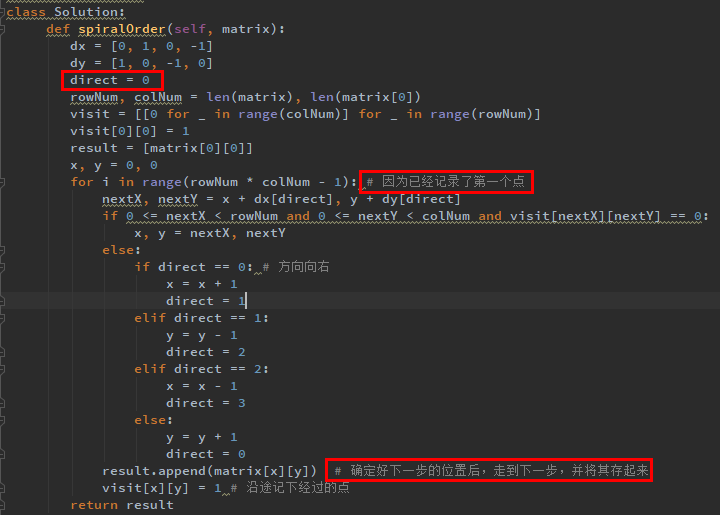 class Solution:
    def spiralOrder(self, matrix):
        dx = [0, 1, 0, -1]
        dy = [1, 0, -1, 0]
        direct = 0
        rowNum, colNum = len(matrix), len(matrix[0])
        visit = [[0 for _ in range(colNum)] for _ in range(rowNum)]
        visit[0][0] = 1
        result = [matrix[0][0]]
        x, y = 0, 0
        for i in range(rowNum * colNum - 1): # 因为已经记录了第一个点
            nextX, nextY = x + dx[direct], y + dy[direct]
            if 0 <= nextX < rowNum and 0 <= nextY < colNum and visit[nextX][nextY] == 0:
                x, y = nextX, nextY
            else:
                if direct == 0: # 方向向右
                    x = x + 1
                    direct = 1
                elif direct == 1:
                    y = y - 1
                    direct = 2
                elif direct == 2:
                    x = x - 1
                    direct = 3
                else:
                    y = y + 1
                    direct = 0
            result.append(matrix[x][y]) # 确定好下一步的位置后，走到下一步，并将其存起来
            visit[x][y] = 1 # 沿途记下经过的点
        return result